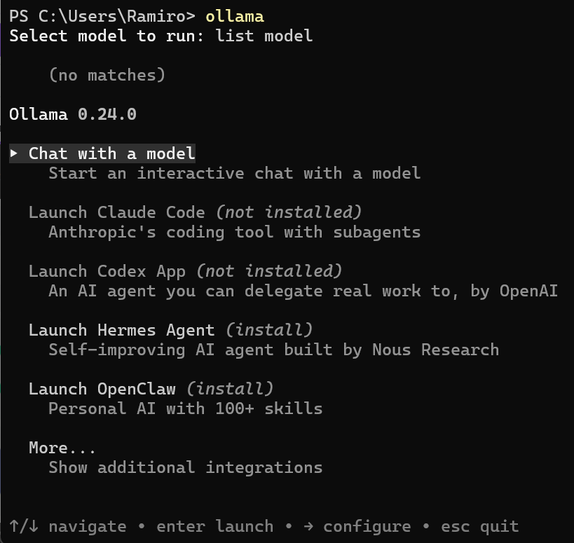 PS C:\Users\Ramiro> ollama
Select model to run: list model
(no matches)
Ollama 0.24.0
▸ Chat with a model
Start an interactive chat with a model
Launch Claude Code (not installed)
Anthropic's coding tool with subagents
Launch Codex App (not installed)
An AI agent you can delegate real work to, by OpenAI
Launch Hermes Agent (install)
Self-improving AI agent built by Nous Research
Launch OpenClaw (install)
Personal AI with 100+ skills
More...
Show additional integrations
↑/↓ navigate • enter launch • → configure • esc quit